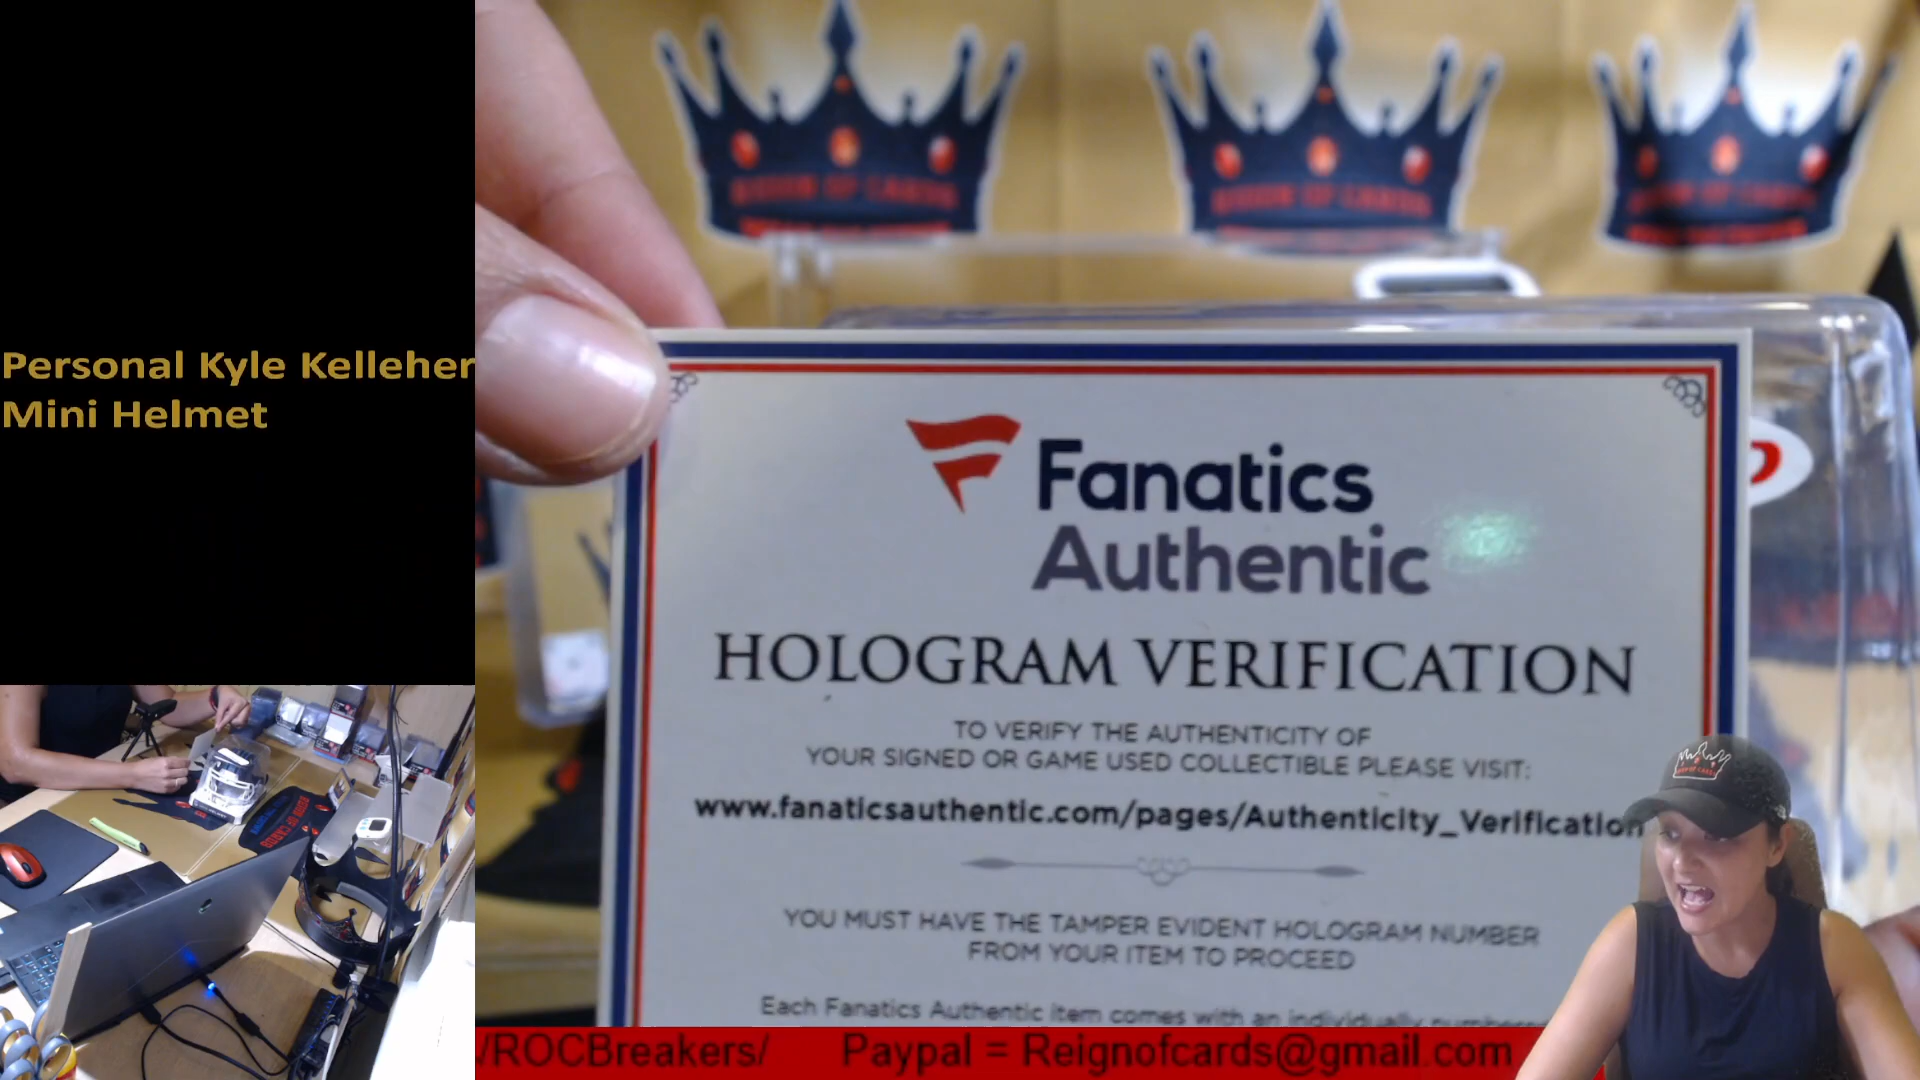 Personal Kyle Kelleher
Mini Helmet
Fanatics
Authentic
HOLOGRAM VERIFICATION
TO VERIFY THE AUTHENTICITY OF
YOUR SIGNED OR GAME USED COLLECTIBLE PLEASE VISIT:
www.fanaticsauthentic.com/pages/Authenticity_Verification
YOU MUST HAVE THE TAMPER EVIDENT HOLOGRAM NUMBER
FROM YOUR ITEM TO PROCEED
Each Fanatics Authentic item comes with an individually
/ROCBreakers/ Paypal = Reignofcards@gmail.com